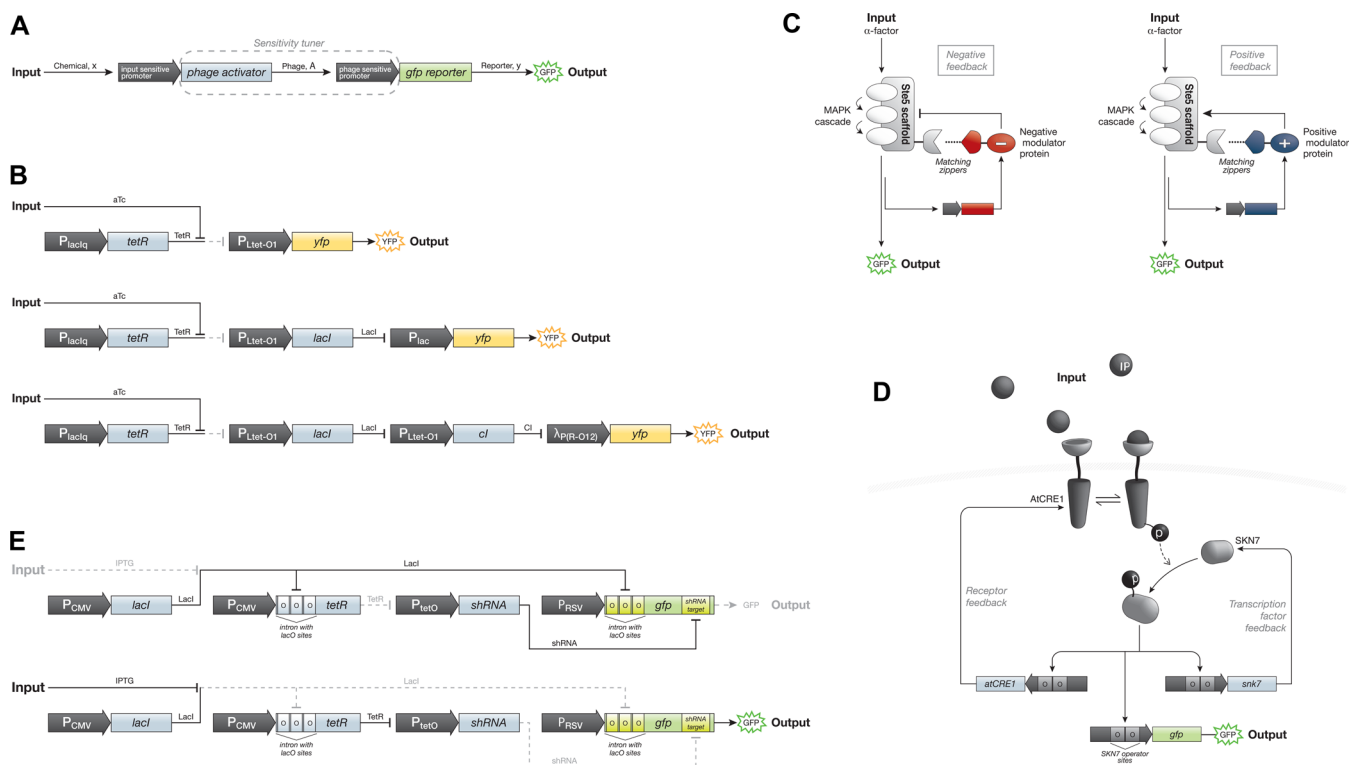 A
Sensitivity tuner
Input
Chemical, x
input sensitive
promoter
phage activator
Phage, A
phage sensitive
promoter
gfp reporter
Reporter, y
GFP
Output
B
Input
aTc
PlacIq
tetR
TetR
PLtet-O1
yfp
YFP
Output
Input
aTc
PlacIq
tetR
TetR
PLtet-O1
lacI
LacI
Plac
yfp
YFP
Output
Input
aTc
PlacIq
tetR
TetR
PLtet-O1
lacI
LacI
PLtet-O1
cI
CI
λP(R-O12)
yfp
YFP
Output
C
Input
α-factor
Negative
feedback
Ste5 scaffold
MAPK
cascade
Matching
zippers
−
Negative
modulator
protein
GFP
Output
Input
α-factor
Positive
feedback
Ste5 scaffold
MAPK
cascade
Matching
zippers
+
Positive
modulator
protein
GFP
Output
D
Input
IP
AtCRE1
p
SKN7
p
Receptor
feedback
Transcription
factor
feedback
atCRE1
O O
O O
snk7
O O
gfp
GFP
Output
SKN7 operator
sites
E
Input
IPTG
LacI
PCMV
lacI
LacI
PCMV
O O O
tetR
TetR
intron with
lacO sites
PtetO
shRNA
shRNA
PRSV
O O O
gfp
shRNA
target
intron with
lacO sites
GFP
Output
Input
IPTG
LacI
PCMV
lacI
LacI
PCMV
O O O
tetR
TetR
intron with
lacO sites
PtetO
shRNA
shRNA
PRSV
O O O
gfp
shRNA
target
intron with
lacO sites
GFP
Output